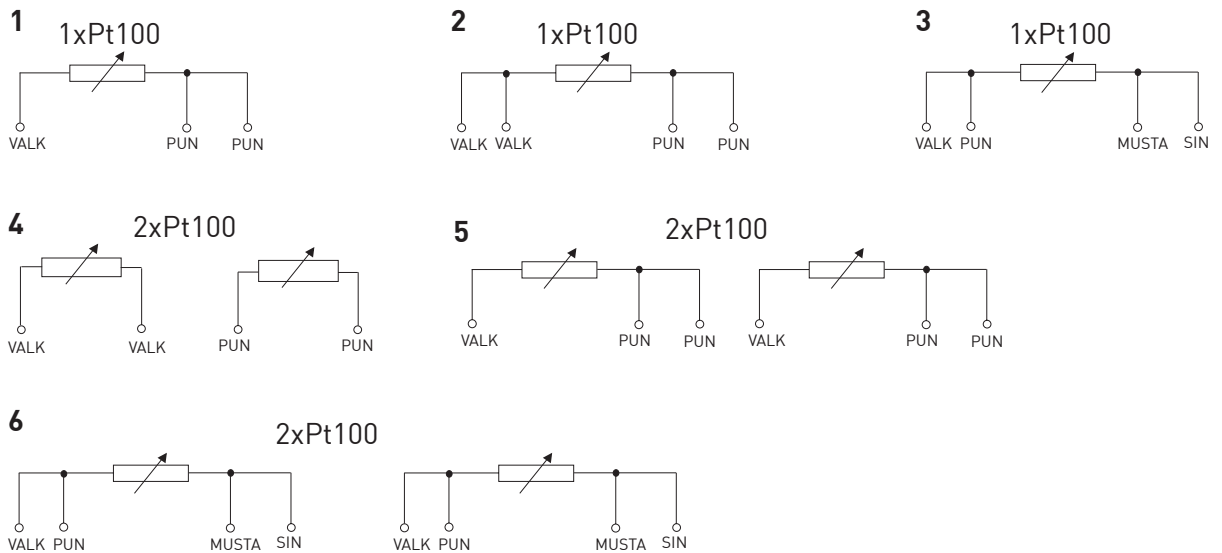 1
1xPt100
VALK PUN PUN
2
1xPt100
VALK VALK PUN PUN
3
1xPt100
VALK PUN MUSTA SIN
4
2xPt100
VALK VALK PUN PUN
5
2xPt100
VALK PUN PUN VALK PUN PUN
6
2xPt100
VALK PUN MUSTA SIN VALK PUN MUSTA SIN